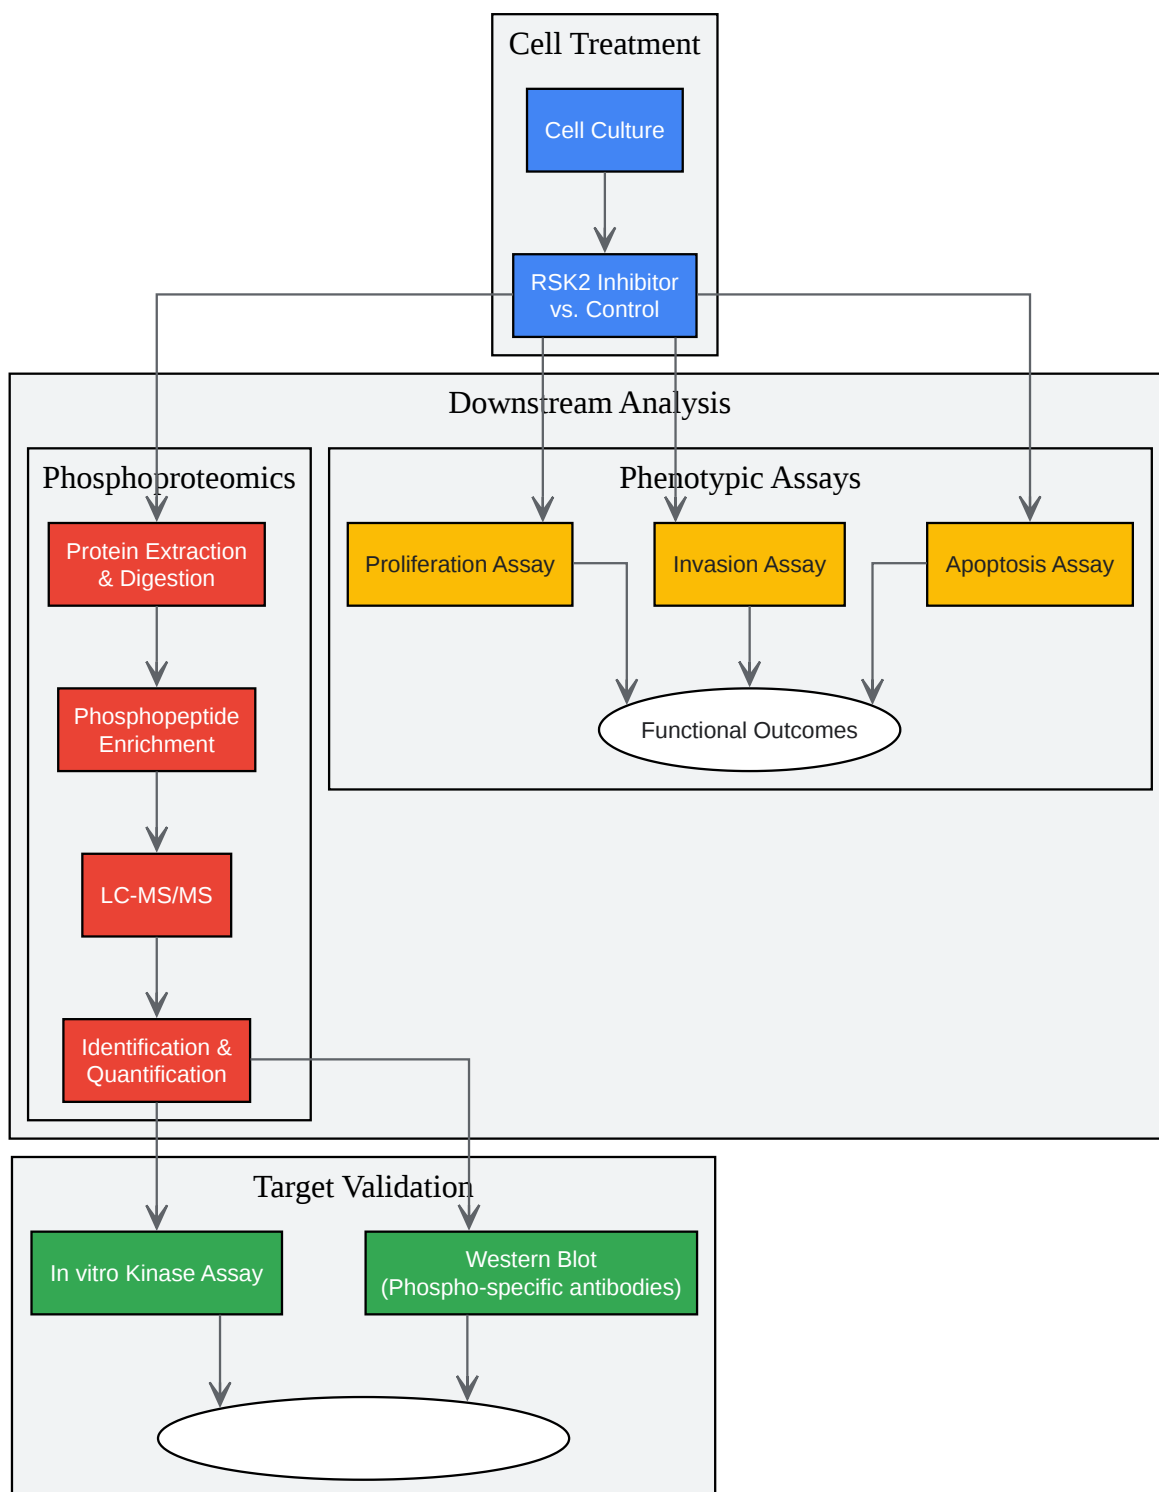 Cell Treatment
Cell Culture
RSK2 Inhibitor
vs. Control
Downstream Analysis
Phosphoproteomics
Phenotypic Assays
Protein Extraction
& Digestion
Proliferation Assay
Invasion Assay
Apoptosis Assay
Phosphopeptide
Enrichment
Functional Outcomes
LC-MS/MS
Identification &
Quantification
Target Validation
In vitro Kinase Assay
Western Blot
(Phospho-specific antibodies)